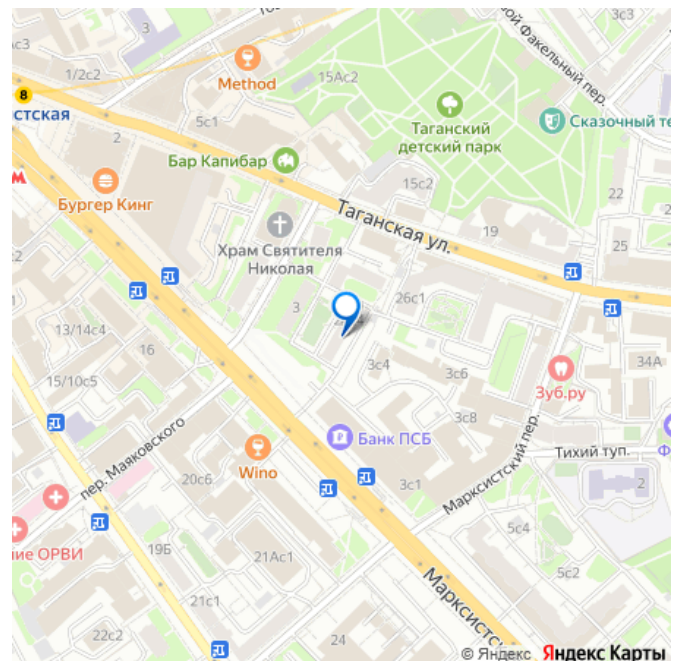 3с3
1/2с2
Method
15Ас2
вой Факельный пер.
8
стская
2
5с1
Таганский
детский парк
Сказочный те
Бар Капибар
15с2
22
Бургер Кинг
Таганская ул.
19
25
Храм Святителя
Николая
3
26с1
13/14с4
16
3с4
3с6
34А
15/10с5
Зуб.ру
3с8
Банк ПСБ
Марксистский пер.
Тихий туп.
Ф
пер. Маяковского
Wino
20с6
3с1
2
ние ОРВИ
19Б
21Ас1
5с4
5с2
21с1
Марксистс
22с2
24
© Яндекс Яндекс Карты